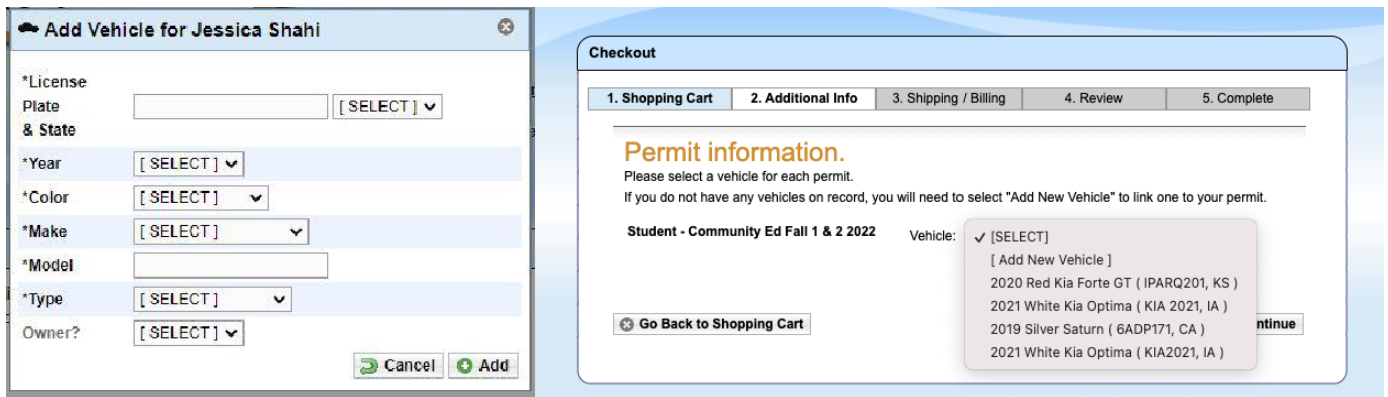 Add Vehicle for Jessica Shahi
*License
Plate
& State
[ SELECT ]
*Year
[ SELECT ]
*Color
[ SELECT ]
*Make
[ SELECT ]
*Model
*Type
[ SELECT ]
Owner?
[ SELECT ]
Cancel
Add
Checkout
1. Shopping Cart
2. Additional Info
3. Shipping / Billing
4. Review
5. Complete
Permit information.
Please select a vehicle for each permit.
If you do not have any vehicles on record, you will need to select "Add New Vehicle" to link one to your permit.
Student - Community Ed Fall 1 & 2 2022
Vehicle:
✓ [SELECT]
[ Add New Vehicle ]
2020 Red Kia Forte GT ( IPARQ201, KS )
2021 White Kia Optima ( KIA 2021, IA )
2019 Silver Saturn ( 6ADP171, CA )
2021 White Kia Optima ( KIA2021, IA )
Go Back to Shopping Cart
ntinue